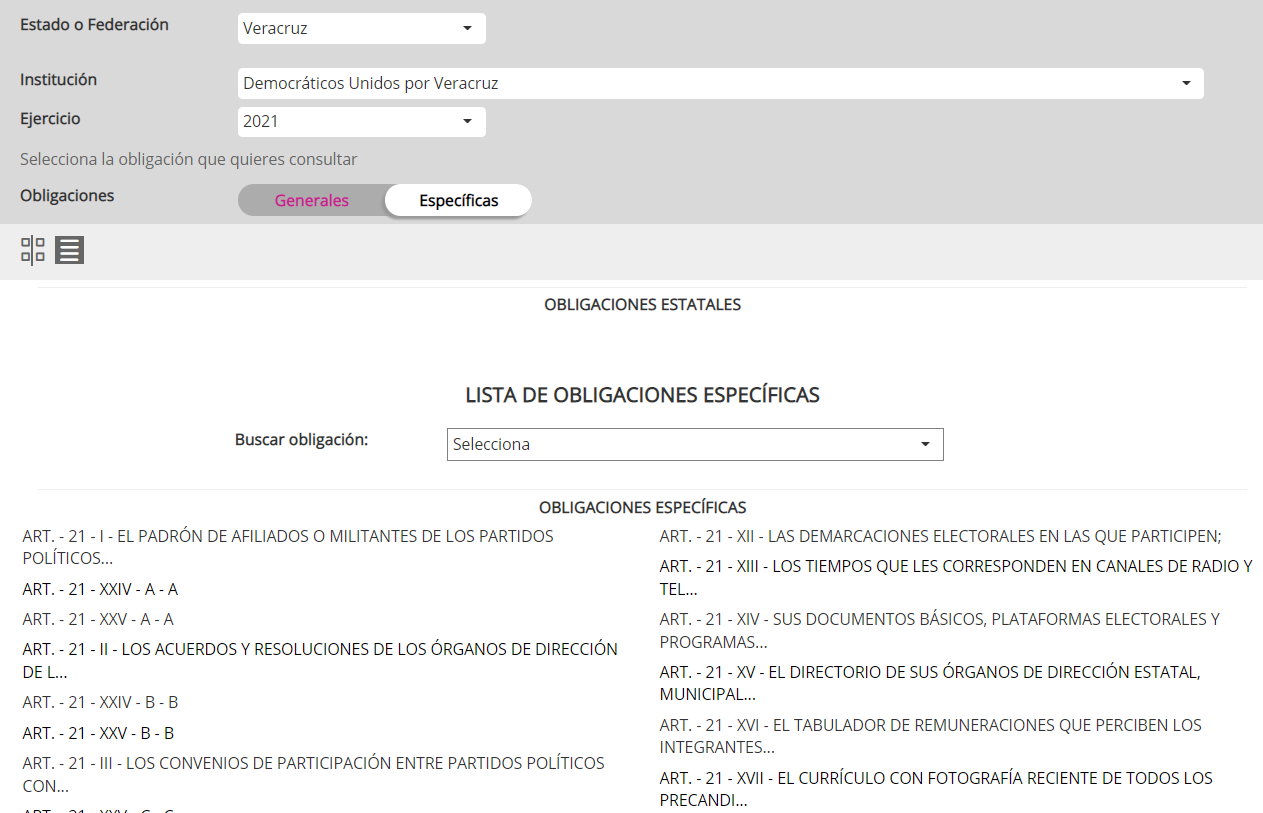 Estado o Federación
Veracruz
Institución
Democráticos Unidos por Veracruz
Ejercicio
2021
Selecciona la obligación que quieres consultar
Obligaciones
Generales
Específicas
OBLIGACIONES ESTATALES
LISTA DE OBLIGACIONES ESPECÍFICAS
Buscar obligación:
Selecciona
OBLIGACIONES ESPECÍFICAS
ART. - 21 - I - EL PADRÓN DE AFILIADOS O MILITANTES DE LOS PARTIDOS
POLÍTICOS...
ART. - 21 - XXIV - A - A
ART. - 21 - XXV - A - A
ART. - 21 - II - LOS ACUERDOS Y RESOLUCIONES DE LOS ÓRGANOS DE DIRECCIÓN
DE L...
ART. - 21 - XXIV - B - B
ART. - 21 - XXV - B - B
ART. - 21 - III - LOS CONVENIOS DE PARTICIPACIÓN ENTRE PARTIDOS POLÍTICOS
CON...
ART. - 21 - XXV - C - C
ART. - 21 - XII - LAS DEMARCACIONES ELECTORALES EN LAS QUE PARTICIPEN;
ART. - 21 - XIII - LOS TIEMPOS QUE LES CORRESPONDEN EN CANALES DE RADIO Y
TEL...
ART. - 21 - XIV - SUS DOCUMENTOS BÁSICOS, PLATAFORMAS ELECTORALES Y
PROGRAMAS...
ART. - 21 - XV - EL DIRECTORIO DE SUS ÓRGANOS DE DIRECCIÓN ESTATAL,
MUNICIPAL...
ART. - 21 - XVI - EL TABULADOR DE REMUNERACIONES QUE PERCIBEN LOS
INTEGRANTES...
ART. - 21 - XVII - EL CURRÍCULO CON FOTOGRAFÍA RECIENTE DE TODOS LOS
PRECANDI...